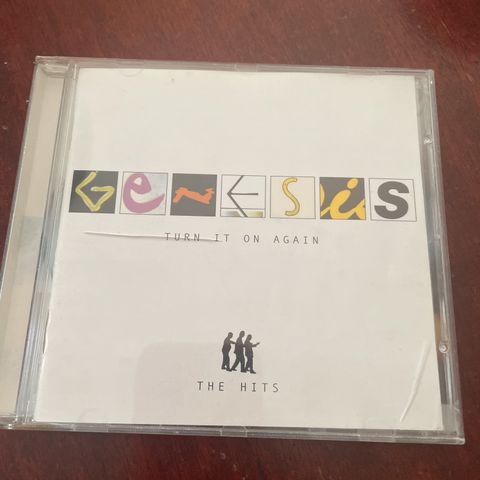 GeNESiS
TURN IT ON AGAIN
THE HITS